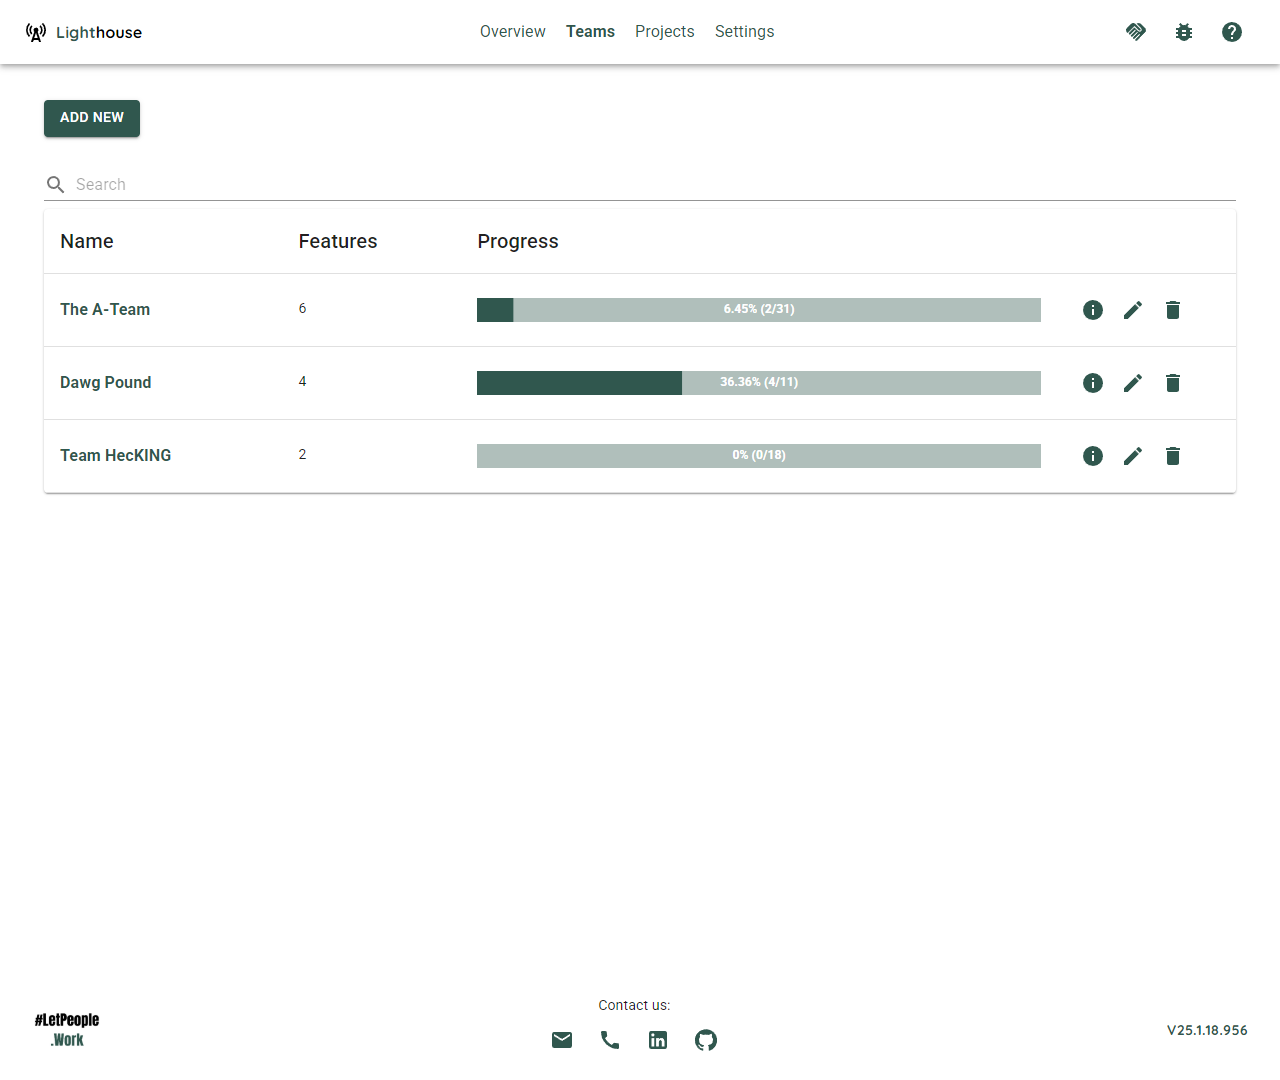 Lighthouse
Overview Teams Projects Settings
ADD NEW
Search
Name Features Progress
The A-Team 6 6.45% (2/31)
Dawg Pound 4 36.36% (4/11)
Team HecKING 2 0% (0/18)
Contact us:
#LetPeople
.Work
V25.1.18.956